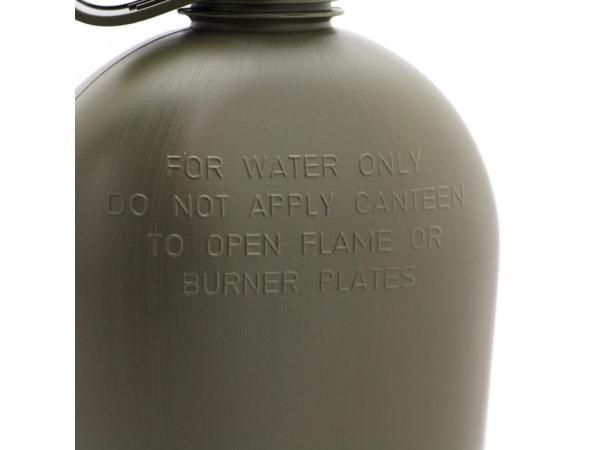 FOR WATER ONLY
DO NOT APPLY CANTEEN
TO OPEN FLAME OR
BURNER PLATES